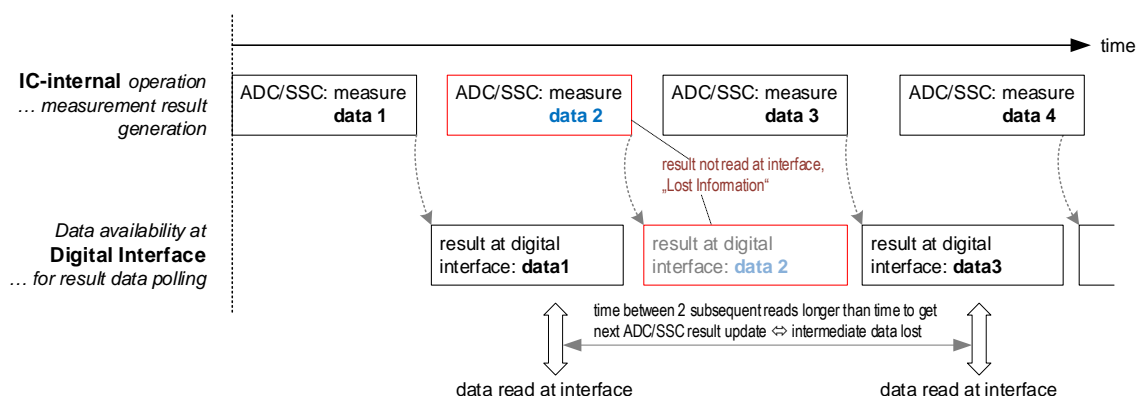 time
IC-internal operation
… measurement result
generation
ADC/SSC: measure
data 1
ADC/SSC: measure
data 2
ADC/SSC: measure
data 3
ADC/SSC: measure
data 4
result not read at interface,
„Lost Information“
Data availability at
Digital Interface
… for result data polling
result at digital
interface: data1
result at digital
interface: data 2
result at digital
interface: data3
time between 2 subsequent reads longer than time to get
next ADC/SSC result update ⇔ intermediate data lost
data read at interface
data read at interface